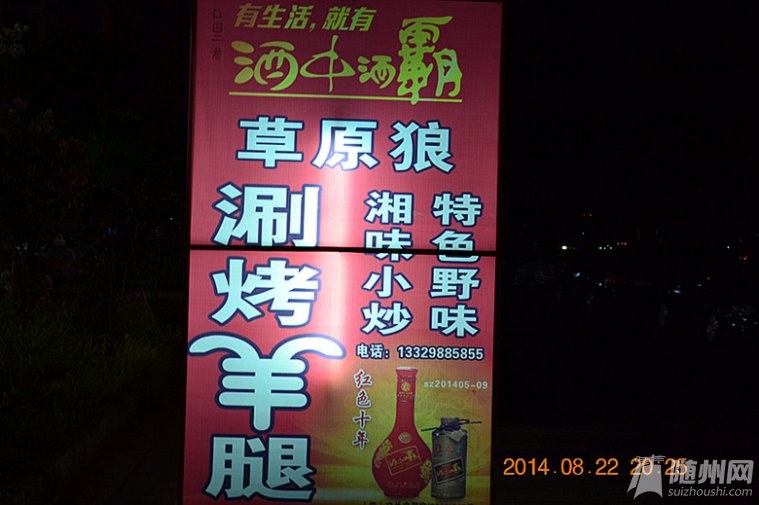 有生活,就有
酒中酒霸
草原狼
涮烤羊腿
特色野味
湘味小炒
电话：13329885855
sz201405-09
红色十年
2014.08.22 20:25
随州网
suizhoushi.com